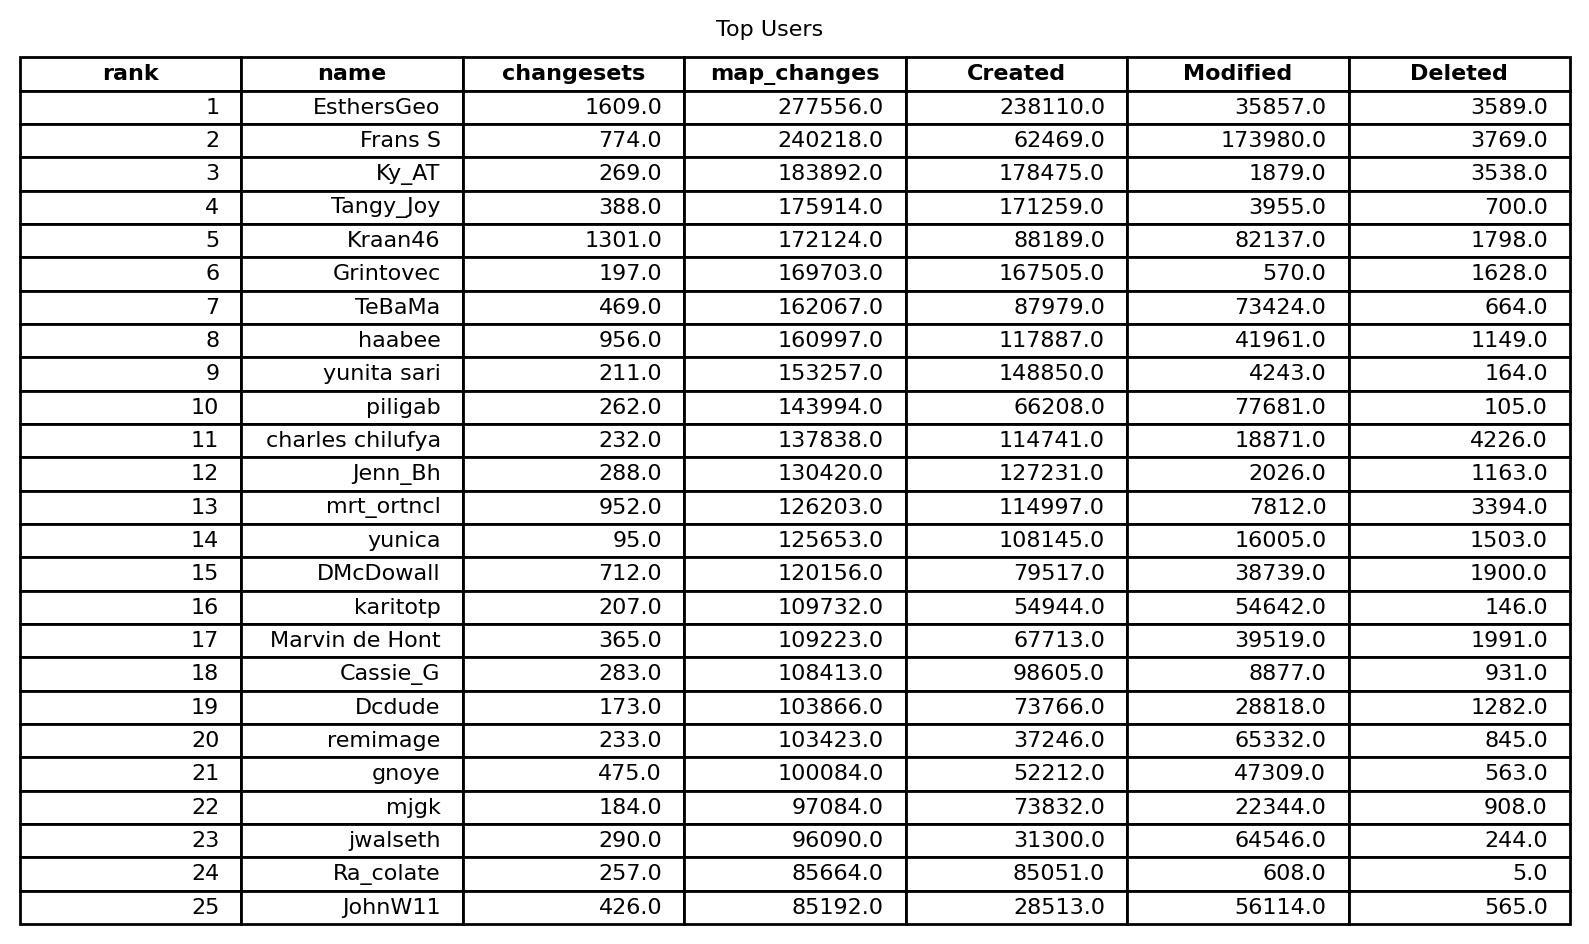 Top Users
rank name changesets map_changes Created Modified Deleted
1 EsthersGeo 1609.0 277556.0 238110.0 35857.0 3589.0
2 Frans S 774.0 240218.0 62469.0 173980.0 3769.0
3 Ky_AT 269.0 183892.0 178475.0 1879.0 3538.0
4 Tangy_Joy 388.0 175914.0 171259.0 3955.0 700.0
5 Kraan46 1301.0 172124.0 88189.0 82137.0 1798.0
6 Grintovec 197.0 169703.0 167505.0 570.0 1628.0
7 TeBaMa 469.0 162067.0 87979.0 73424.0 664.0
8 haabee 956.0 160997.0 117887.0 41961.0 1149.0
9 yunita sari 211.0 153257.0 148850.0 4243.0 164.0
10 piligab 262.0 143994.0 66208.0 77681.0 105.0
11 charles chilufya 232.0 137838.0 114741.0 18871.0 4226.0
12 Jenn_Bh 288.0 130420.0 127231.0 2026.0 1163.0
13 mrt_ortncl 952.0 126203.0 114997.0 7812.0 3394.0
14 yunica 95.0 125653.0 108145.0 16005.0 1503.0
15 DMcDowall 712.0 120156.0 79517.0 38739.0 1900.0
16 karitotp 207.0 109732.0 54944.0 54642.0 146.0
17 Marvin de Hont 365.0 109223.0 67713.0 39519.0 1991.0
18 Cassie_G 283.0 108413.0 98605.0 8877.0 931.0
19 Dcdude 173.0 103866.0 73766.0 28818.0 1282.0
20 remimage 233.0 103423.0 37246.0 65332.0 845.0
21 gnoye 475.0 100084.0 52212.0 47309.0 563.0
22 mjgk 184.0 97084.0 73832.0 22344.0 908.0
23 jwalseth 290.0 96090.0 31300.0 64546.0 244.0
24 Ra_colate 257.0 85664.0 85051.0 608.0 5.0
25 JohnW11 426.0 85192.0 28513.0 56114.0 565.0